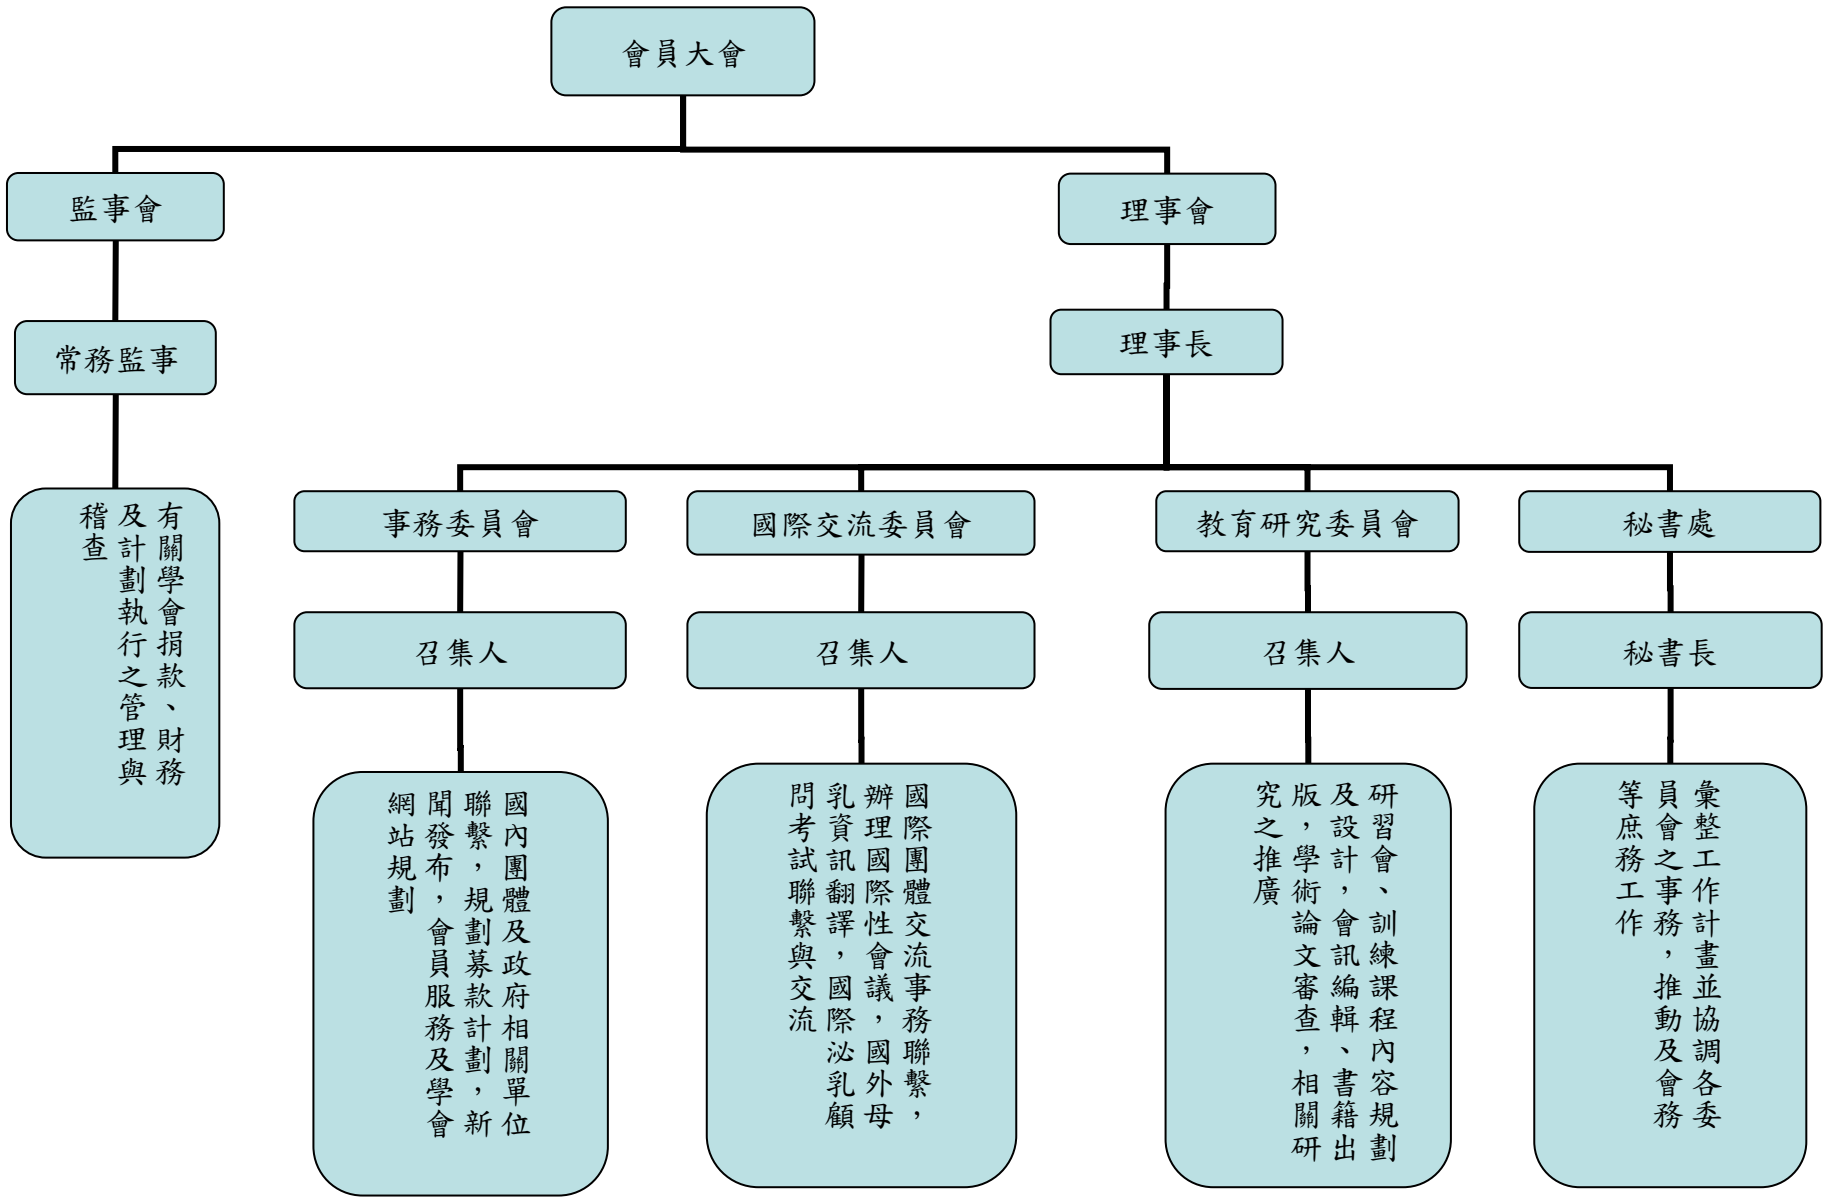 會員大會
監事會
理事會
常務監事
理事長
事務委員會
國際交流委員會
教育研究委員會
秘書處
召集人
召集人
召集人
秘書長
有關學會捐款、財務
及計劃執行之管理與
稽查
國內團體及政府相關單位
聯繫，規劃募款計劃，新
聞發布，會員服務及學會
網站規劃
國際團體交流事務聯繫，
辦理國際性會議，國外母
乳資訊翻譯，國際泌乳顧
問考試聯繫與交流
研習會、訓練課程內容規劃
及設計，會訊編輯、書籍出
版，學術論文審查，相關研
究之推廣
彙整工作計畫並協調各委
員會之事務，推動及會務
等庶務工作